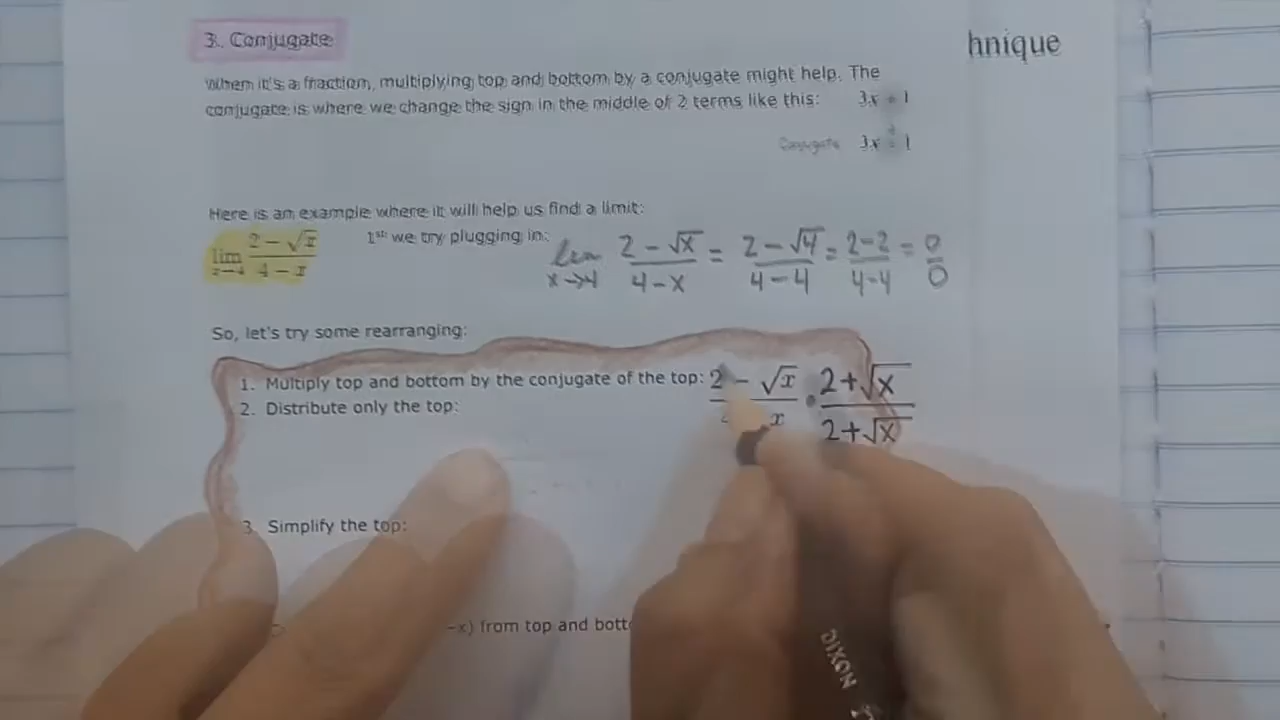 3. Conjugate
hnique
When it's a fraction, multiplying top and bottom by a conjugate might help. The
conjugate is where we change the sign in the middle of 2 terms like this: 3x + 1
Conjugate 3x - 1
Here is an example where it will help us find a limit:
lim x→4 (2 − √x)/(4 − x) 1st we try plugging in: lim x→4 (2 − √x)/(4 − x) = (2 − √4)/(4 − 4) = (2 − 2)/(4 − 4) = 0/0
So, let's try some rearranging:
1. Multiply top and bottom by the conjugate of the top: 2 − √x / x · (2 + √x)/(2 + √x)
2. Distribute only the top:
3. Simplify the top:
-x) from top and
DIXON